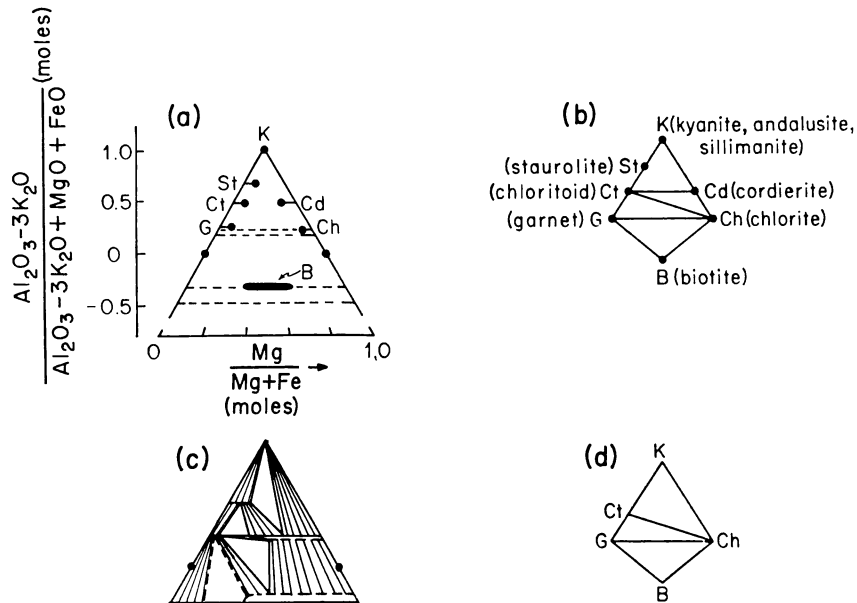 Al₂O₃-3K₂O
Al₂O₃-3K₂O + MgO + FeO
(moles)
(a)
K
1.0
0.5
0
-0.5
St
Ct
G
Cd
Ch
B
0
1,0
Mg
Mg+Fe
(moles)
(b)
K (kyanite, andalusite,
sillimanite)
(staurolite) St
(chloritoid) Ct
Cd (cordierite)
(garnet) G
Ch (chlorite)
B (biotite)
(c)
(d)
K
Ct
G
Ch
B